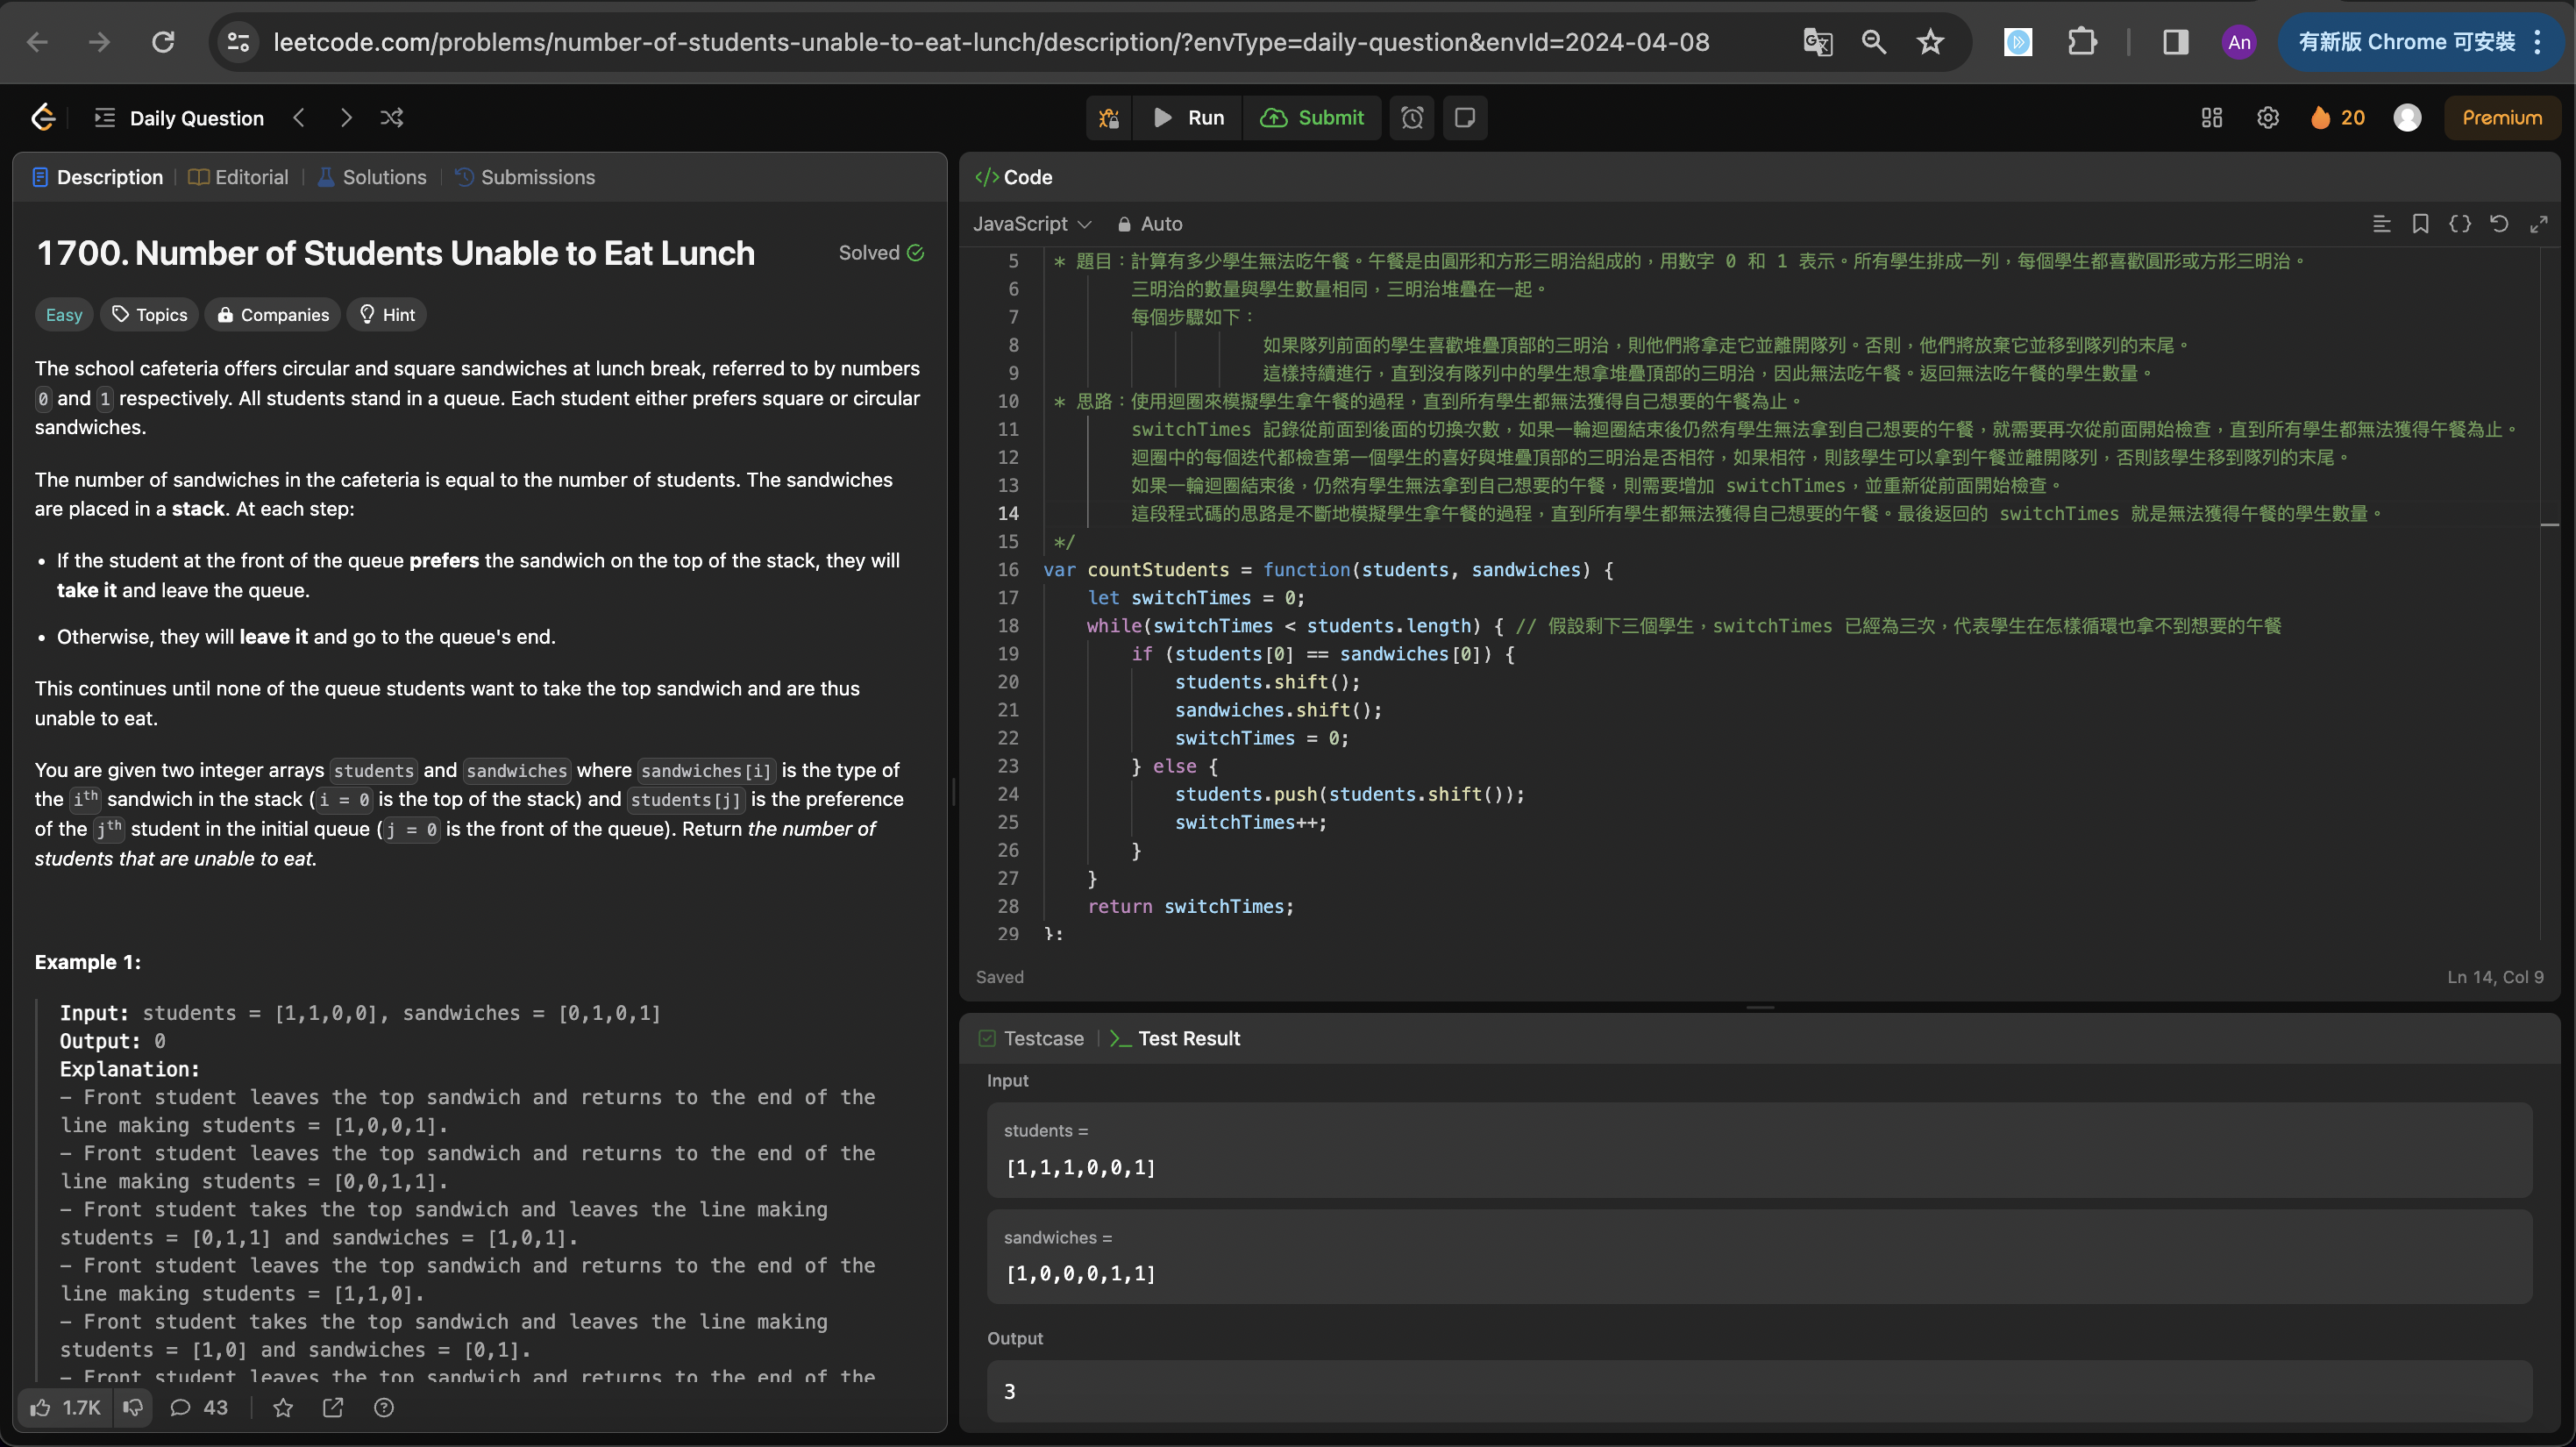 leetcode.com/problems/number-of-students-unable-to-eat-lunch/description/?envType=daily-question&envId=2024-04-08
An
有新版 Chrome 可安裝
Daily Question
Run
Submit
20
Premium
Description
Editorial
Solutions
Submissions
1700. Number of Students Unable to Eat Lunch
Solved
Easy
Topics
Companies
Hint
The school cafeteria offers circular and square sandwiches at lunch break, referred to by numbers
0 and 1 respectively. All students stand in a queue. Each student either prefers square or circular
sandwiches.
The number of sandwiches in the cafeteria is equal to the number of students. The sandwiches
are placed in a stack. At each step:
• If the student at the front of the queue prefers the sandwich on the top of the stack, they will
take it and leave the queue.
• Otherwise, they will leave it and go to the queue's end.
This continues until none of the queue students want to take the top sandwich and are thus
unable to eat.
You are given two integer arrays students and sandwiches where sandwiches[i] is the type of
the ith sandwich in the stack (i = 0 is the top of the stack) and students[j] is the preference
of the jth student in the initial queue (j = 0 is the front of the queue). Return the number of
students that are unable to eat.
Example 1:
Input: students = [1,1,0,0], sandwiches = [0,1,0,1]
Output: 0
Explanation:
- Front student leaves the top sandwich and returns to the end of the
line making students = [1,0,0,1].
- Front student leaves the top sandwich and returns to the end of the
line making students = [0,0,1,1].
- Front student takes the top sandwich and leaves the line making
students = [0,1,1] and sandwiches = [1,0,1].
- Front student leaves the top sandwich and returns to the end of the
line making students = [1,1,0].
- Front student takes the top sandwich and leaves the line making
students = [1,0] and sandwiches = [0,1].
- Front student leaves the top sandwich and returns to the end of the
1.7K
43
Code
JavaScript
Auto
5 * 題目：計算有多少學生無法吃午餐。午餐是由圓形和方形三明治組成的，用數字 0 和 1 表示。所有學生排成一列，每個學生都喜歡圓形或方形三明治。
6 三明治的數量與學生數量相同，三明治堆疊在一起。
7 每個步驟如下：
8 如果隊列前面的學生喜歡堆疊頂部的三明治，則他們將拿走它並離開隊列。否則，他們將放棄它並移到隊列的末尾。
9 這樣持續進行，直到沒有隊列中的學生想拿堆疊頂部的三明治，因此無法吃午餐。返回無法吃午餐的學生數量。
10 * 思路：使用迴圈來模擬學生拿午餐的過程，直到所有學生都無法獲得自己想要的午餐為止。
11 switchTimes 記錄從前面到後面的切換次數，如果一輪迴圈結束後仍然有學生無法拿到自己想要的午餐，就需要再次從前面開始檢查，直到所有學生都無法獲得午餐為止。
12 迴圈中的每個迭代都檢查第一個學生的喜好與堆疊頂部的三明治是否相符，如果相符，則該學生可以拿到午餐並離開隊列，否則該學生移到隊列的末尾。
13 如果一輪迴圈結束後，仍然有學生無法拿到自己想要的午餐，則需要增加 switchTimes，並重新從前面開始檢查。
14 這段程式碼的思路是不斷地模擬學生拿午餐的過程，直到所有學生都無法獲得自己想要的午餐。最後返回的 switchTimes 就是無法獲得午餐的學生數量。
15 */
16 var countStudents = function(students, sandwiches) {
17 let switchTimes = 0;
18 while(switchTimes < students.length) { // 假設剩下三個學生，switchTimes 已經為三次，代表學生在怎樣循環也拿不到想要的午餐
19 if (students[0] == sandwiches[0]) {
20 students.shift();
21 sandwiches.shift();
22 switchTimes = 0;
23 } else {
24 students.push(students.shift());
25 switchTimes++;
26 }
27 }
28 return switchTimes;
29 };
Saved
Ln 14, Col 9
Testcase
Test Result
Input
students =
[1,1,1,0,0,1]
sandwiches =
[1,0,0,0,1,1]
Output
3